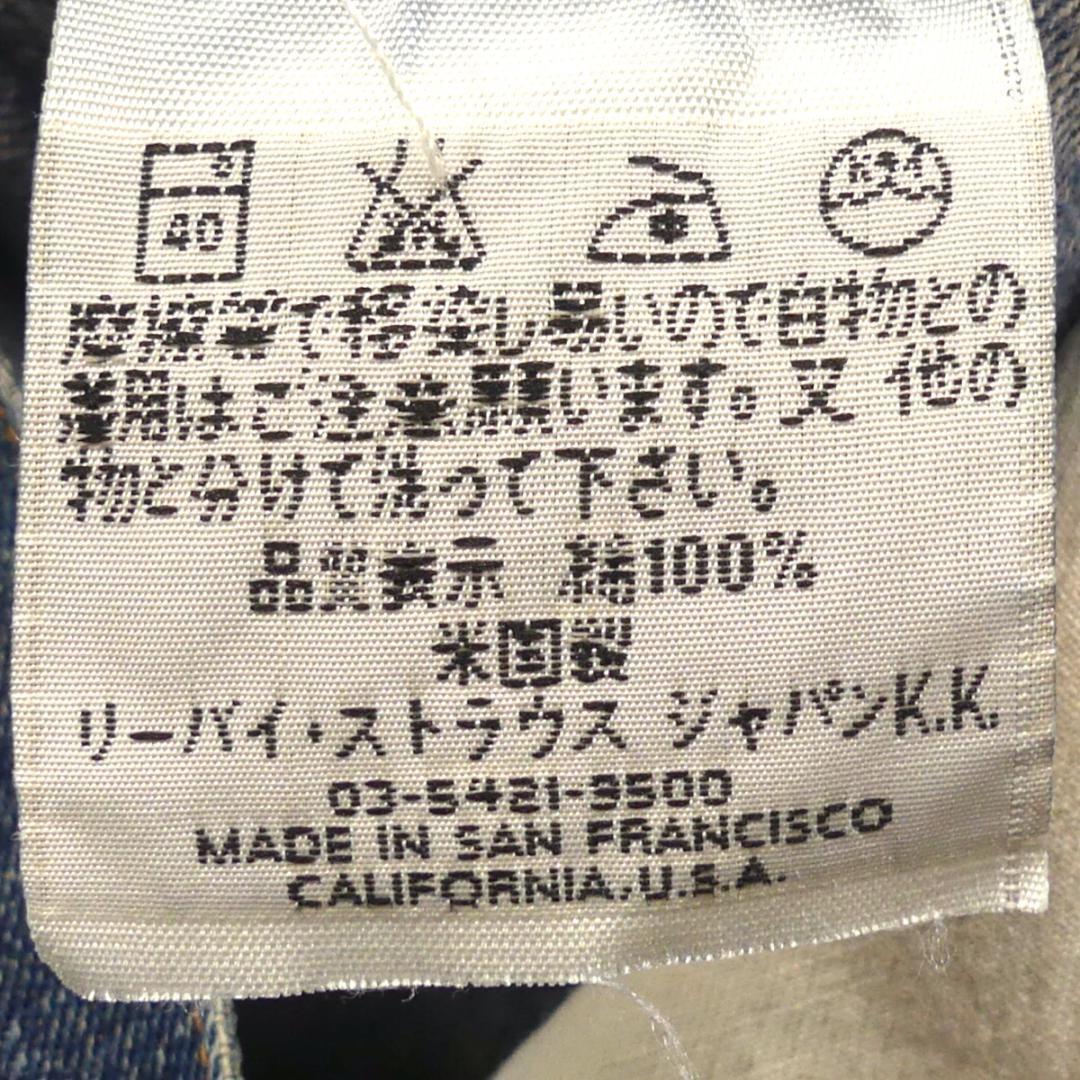 40
摩擦等で移染し易いので白物との
着用はご注意願います。又 他の
物と分けて洗って下さい。
品質表示 綿100%
米国製
リーバイ・ストラウス ジャパンK.K.
03-5421-9500
MADE IN SAN FRANCISCO
CALIFORNIA.U.S.A.